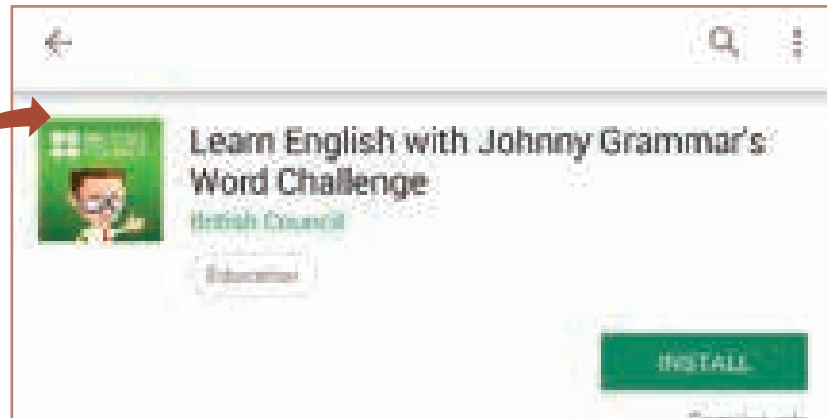 Learn English with Johnny Grammar's
Word Challenge
British Council
Education
INSTALL